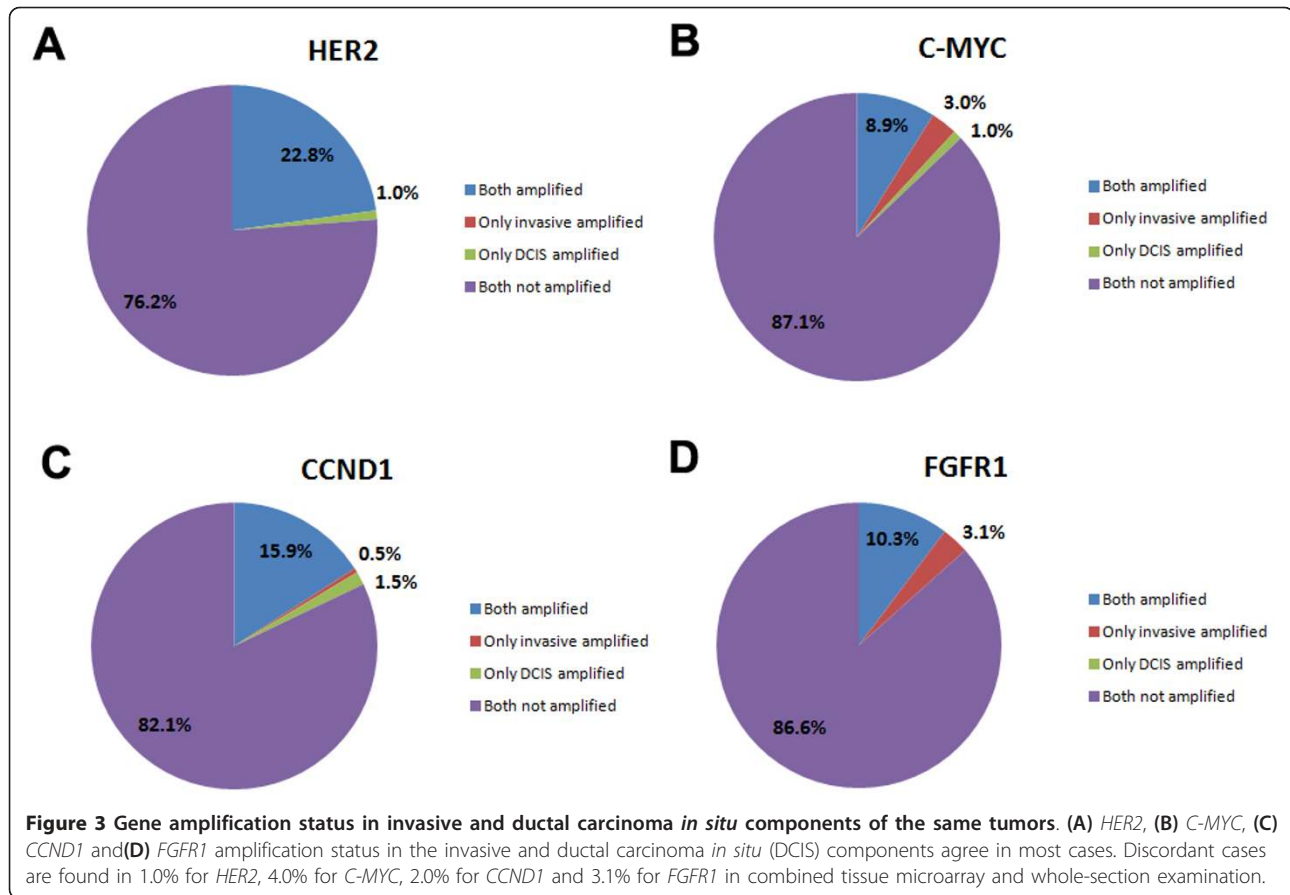 A
HER2
22.8%
1.0%
76.2%
Both amplified
Only invasive amplified
Only DCIS amplified
Both not amplified
B
C-MYC
8.9%
3.0%
1.0%
87.1%
Both amplified
Only invasive amplified
Only DCIS amplified
Both not amplified
C
CCND1
15.9%
0.5%
1.5%
82.1%
Both amplified
Only invasive amplified
Only DCIS amplified
Both not amplified
D
FGFR1
10.3%
3.1%
86.6%
Both amplified
Only invasive amplified
Only DCIS amplified
Both not amplified
Figure 3 Gene amplification status in invasive and ductal carcinoma in situ components of the same tumors. (A) HER2, (B) C-MYC, (C)
CCND1 and(D) FGFR1 amplification status in the invasive and ductal carcinoma in situ (DCIS) components agree in most cases. Discordant cases
are found in 1.0% for HER2, 4.0% for C-MYC, 2.0% for CCND1 and 3.1% for FGFR1 in combined tissue microarray and whole-section examination.